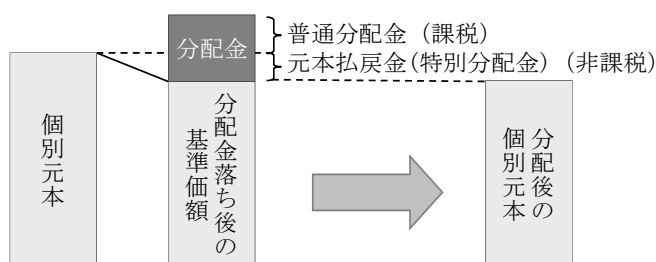 分配金
普通分配金（課税）
元本払戻金（特別分配金）（非課税）
個別元本
分配金落ち後の
基準価額
分配後の
個別元本